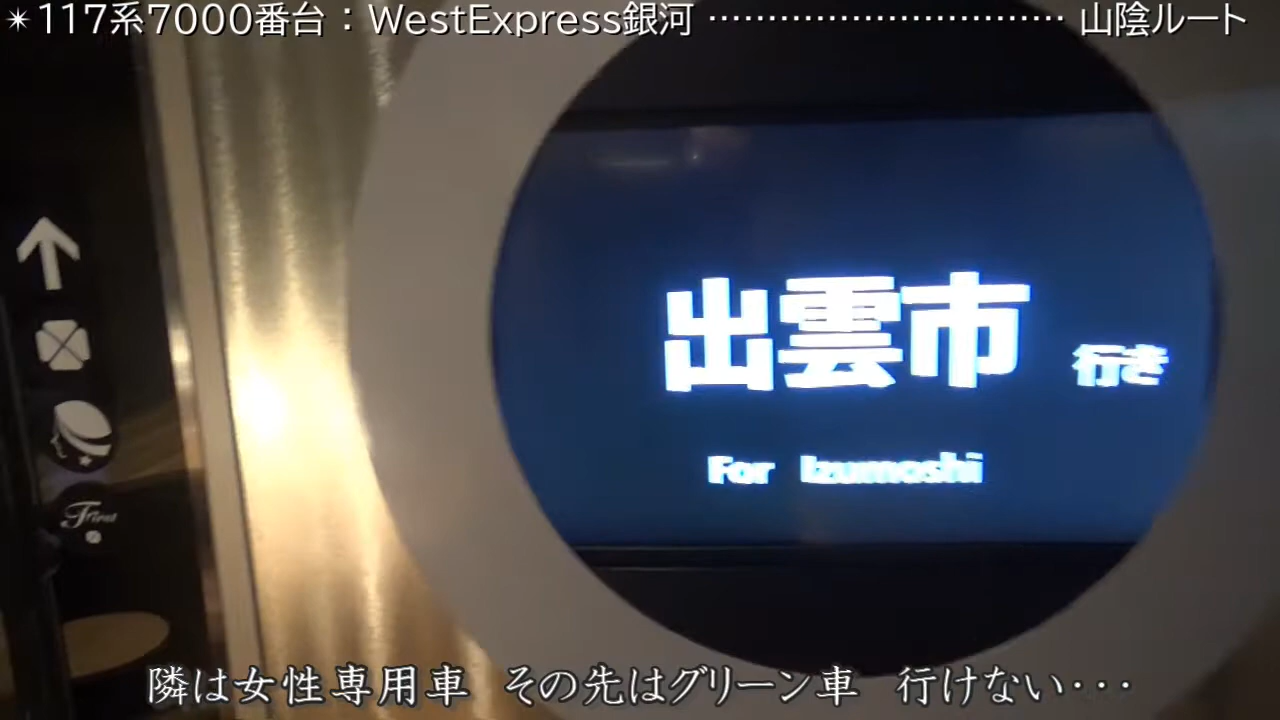 ✴117系7000番台：WestExpress銀河 ………………………… 山陰ルート
出雲市 行き
For Izumoshi
隣は女性専用車 その先はグリーン車 行けない･･･